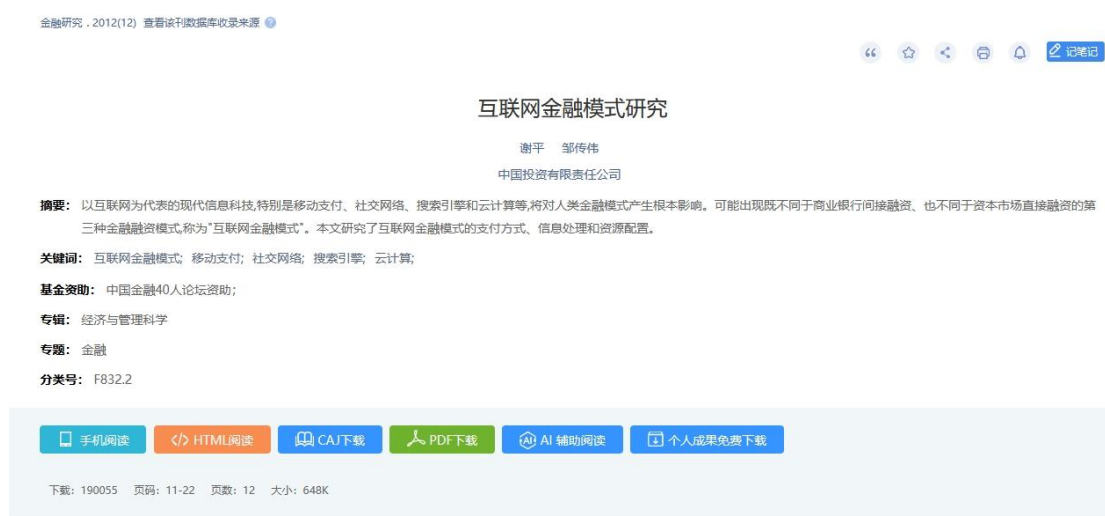 金融研究 . 2012(12) 查看该刊数据库收录来源
记笔记
互联网金融模式研究
谢平 邹传伟
中国投资有限责任公司
摘要： 以互联网为代表的现代信息科技,特别是移动支付、社交网络、搜索引擎和云计算等,将对人类金融模式产生根本影响。可能出现既不同于商业银行间接融资、也不同于资本市场直接融资的第
三种金融融资模式,称为"互联网金融模式"。本文研究了互联网金融模式的支付方式、信息处理和资源配置。
关键词： 互联网金融模式; 移动支付; 社交网络; 搜索引擎; 云计算;
基金资助： 中国金融40人论坛资助;
专辑： 经济与管理科学
专题： 金融
分类号： F832.2
手机阅读 </> HTML阅读 CAJ下载 PDF下载 AI AI 辅助阅读 个人成果免费下载
下载: 190055 页码: 11-22 页数: 12 大小: 648K